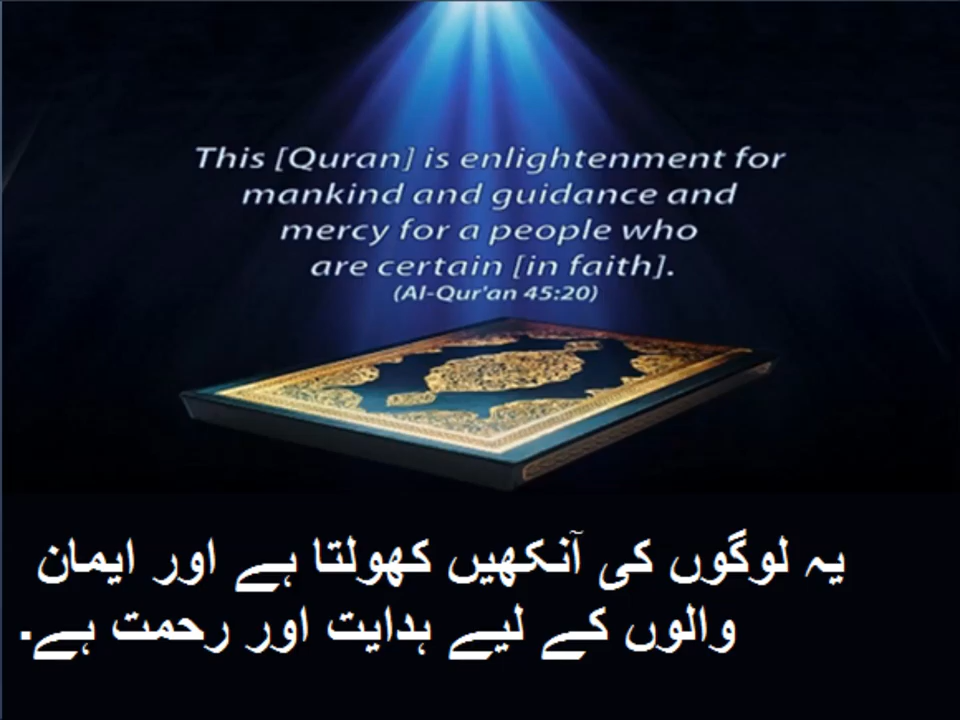 This [Quran] is enlightenment for
mankind and guidance and
mercy for a people who
are certain [in faith].
(Al-Qur'an 45:20)
یہ لوگوں کی آنکھیں کھولتا ہے اور ایمان
والوں کے لیے ہدایت اور رحمت ہے.